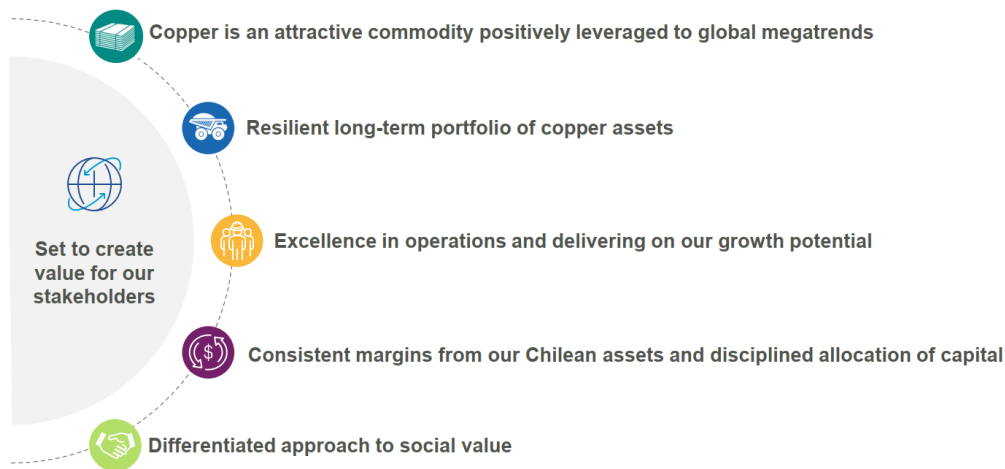 Copper is an attractive commodity positively leveraged to global megatrends
Resilient long-term portfolio of copper assets
Set to create
value for our
stakeholders
Excellence in operations and delivering on our growth potential
Consistent margins from our Chilean assets and disciplined allocation of capital
$
Differentiated approach to social value